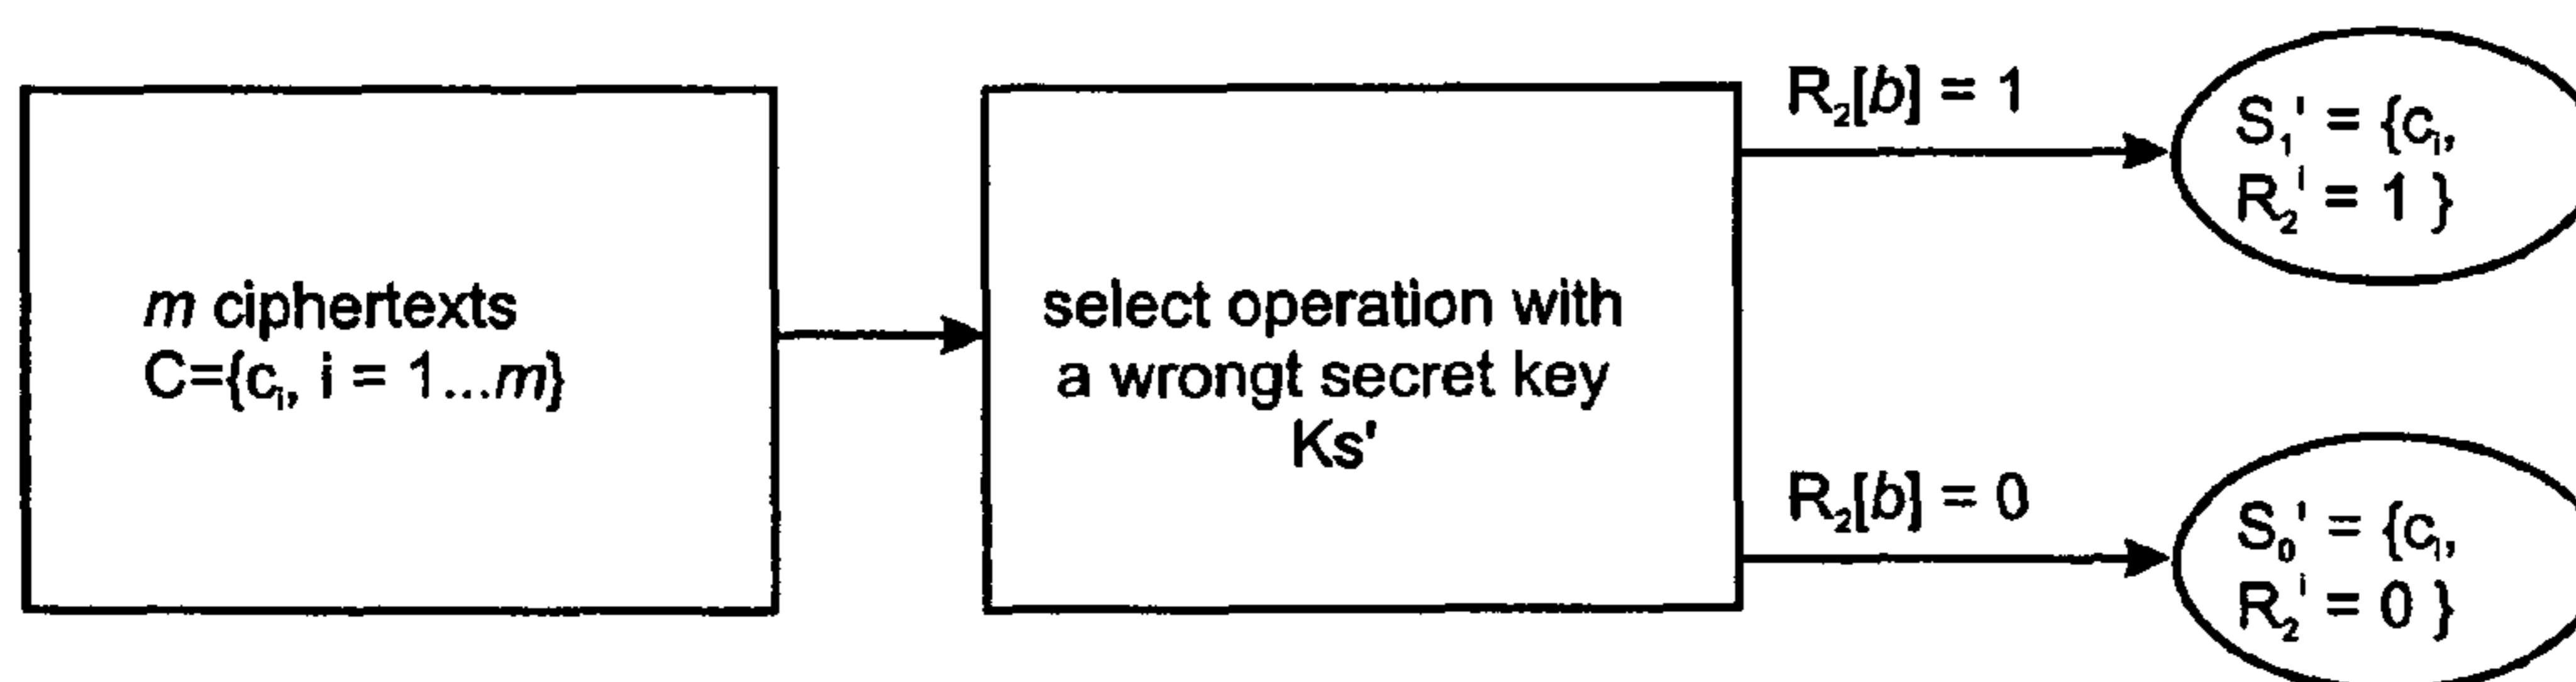 m ciphertexts
C={cᵢ, i = 1...m}
select operation with
a wrongt secret key
Ks'
R₂[b] = 1
S₁' = {cᵢ,
R₂ⁱ = 1 }
R₂[b] = 0
S₀' = {cᵢ,
R₂ⁱ = 0 }